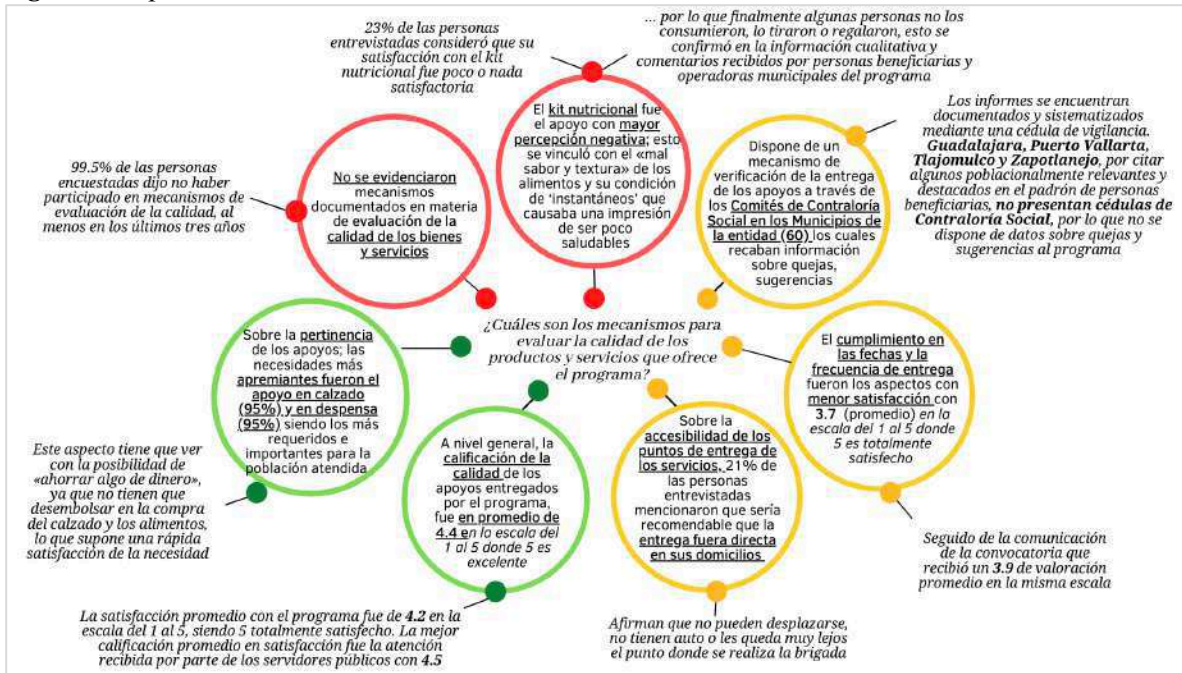 23% de las personas
entrevistadas consideró que su
satisfacción con el kit
nutricional fue poco o nada
satisfactoria
... por lo que finalmente algunas personas no los
consumieron, lo tiraron o regalaron, esto se
confirmó en la información cualitativa y
comentarios recibidos por personas beneficiarias y
operadoras municipales del programa
El kit nutricional fue
el apoyo con mayor
percepción negativa; esto
se vinculó con el «mal
sabor y textura» de los
alimentos y su condición
de 'instantáneos' que
causaba una impresión
de ser poco
saludables
99.5% de las personas
encuestadas dijo no haber
participado en mecanismos de
evaluación de la calidad, al
menos en los últimos tres años
No se evidenciaron
mecanismos
documentados en materia
de evaluación de la
calidad de los bienes
y servicios
Dispone de un
mecanismo de
verificación de la entrega
de los apoyos a través de
los Comités de Contraloría
Social en los Municipios de
la entidad (60) los cuales
recaban información
sobre quejas,
sugerencias
Los informes se encuentran
documentados y sistematizados
mediante una cédula de vigilancia.
Guadalajara, Puerto Vallarta,
Tlajomulco y Zapotlanejo, por citar
algunos poblacionalmente relevantes y
destacados en el padrón de personas
beneficiarias, no presentan cédulas de
Contraloría Social, por lo que no se
dispone de datos sobre quejas y
sugerencias al programa
¿Cuáles son los mecanismos para
evaluar la calidad de los
productos y servicios que ofrece
el programa?
Sobre la pertinencia
de los apoyos; las
necesidades más
apremiantes fueron el
apoyo en calzado
(95%) y en despensa
(95%) siendo los más
requeridos e
importantes para la
población atendida
Este aspecto tiene que ver
con la posibilidad de
«ahorrar algo de dinero»,
ya que no tienen que
desembolsar en la compra
del calzado y los alimentos,
lo que supone una rápida
satisfacción de la necesidad
A nivel general, la
calificación de la
calidad de los
apoyos entregados
por el programa,
fue en promedio de
4.4 en la escala del
1 al 5 donde 5 es
excelente
La satisfacción promedio con el programa fue de 4.2 en la
escala del 1 al 5, siendo 5 totalmente satisfecho. La mejor
calificación promedio en satisfacción fue la atención
recibida por parte de los servidores públicos con 4.5
Sobre la
accesibilidad de los
puntos de entrega de
los servicios, 21% de
las personas
entrevistadas
mencionaron que sería
recomendable que la
entrega fuera directa
en sus domicilios
Afirman que no pueden desplazarse,
no tienen auto o les queda muy lejos
el punto donde se realiza la brigada
El cumplimiento en
las fechas y la
frecuencia de entrega
fueron los aspectos con
menor satisfacción con
3.7 (promedio) en la
escala del 1 al 5 donde
5 es totalmente
satisfecho
Seguido de la comunicación
de la convocatoria que
recibió un 3.9 de valoración
promedio en la misma escala